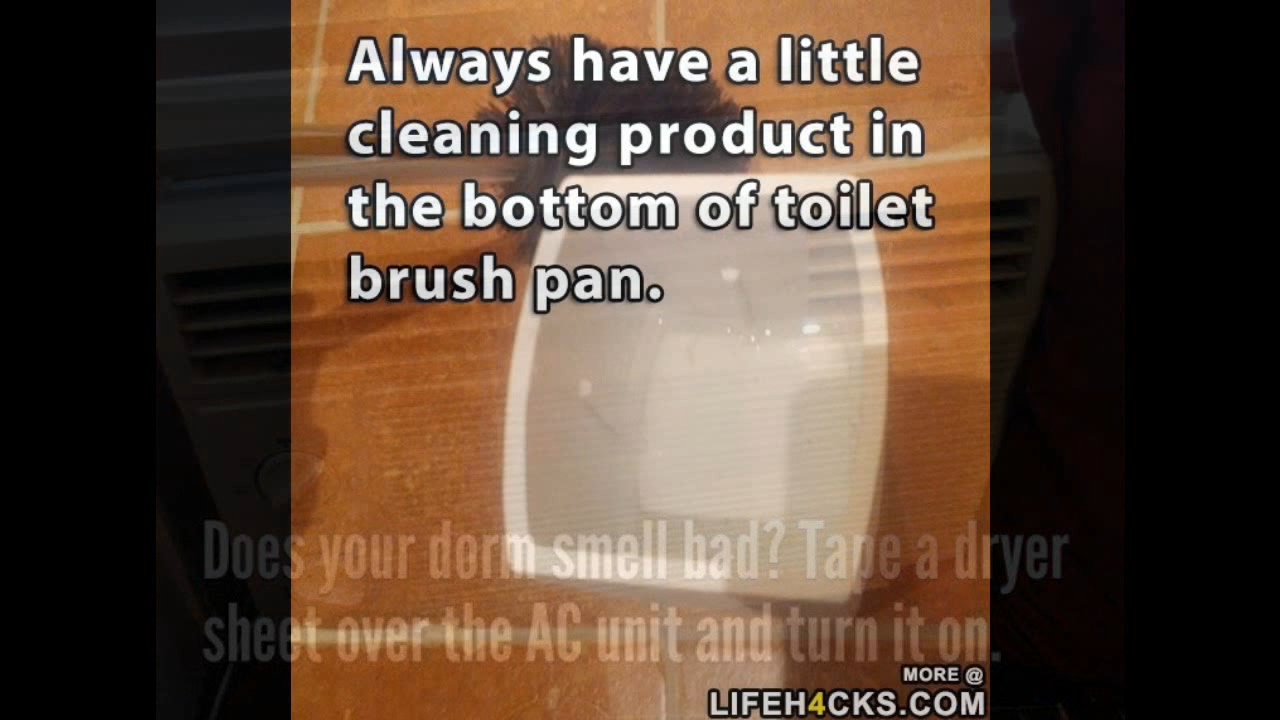 Always have a little
cleaning product in
the bottom of toilet
brush pan.
Does your dorm smell bad? Tape a dryer
sheet over the AC unit and turn it on.
MORE @
LIFEH4CKS.COM